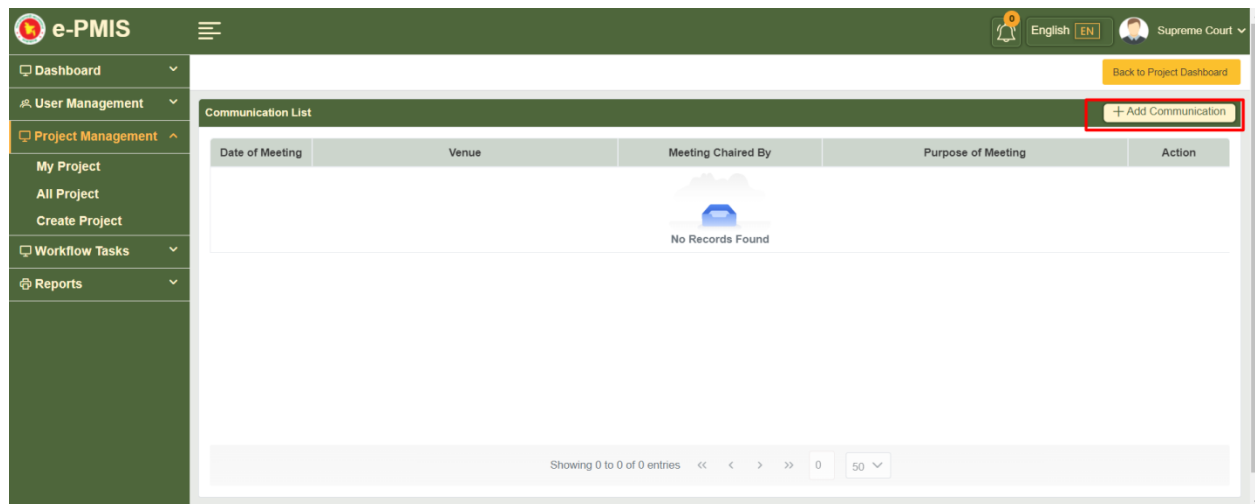 e-PMIS
0
English EN
Supreme Court
Dashboard
Back to Project Dashboard
User Management
Communication List
+ Add Communication
Project Management
Date of Meeting Venue Meeting Chaired By Purpose of Meeting Action
My Project
All Project
Create Project
No Records Found
Workflow Tasks
Reports
Showing 0 to 0 of 0 entries << < > >> 0 50